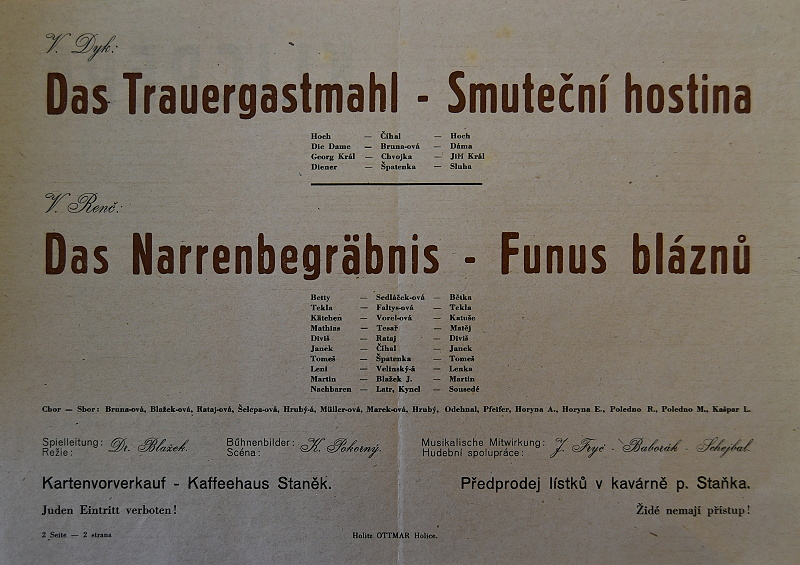 V. Dyk:
Das Trauergastmahl - Smuteční hostina
Hoch — Číhal — Hoch
Die Dame — Bruna-ová — Dáma
Georg Král — Chvojka — Jiří Král
Diener — Špatenka — Sluha
V. Renč:
Das Narrenbegräbnis - Funus bláznů
Betty — Sedláček-ová — Bětka
Tekla — Faltys-ová — Tekla
Kätchen — Vorel-ová — Katuše
Mathias — Tesař — Matěj
Diviš — Rataj — Diviš
Janek — Číhal — Janek
Tomeš — Špatenka — Tomeš
Leni — Velinský-á — Lenka
Martin — Blažek J. — Martin
Nachbaren — Latr, Kynel — Sousedé
Chor — Sbor: Bruna-ová, Blažek-ová, Rataj-ová, Šelepa-ová, Hrubý-á, Müller-ová, Marek-ová, Hrubý, Odehnal, Pfeifer, Horyna A., Horyna E., Poledno R., Poledno M., Kašpar L.
Spielleitung: Dr. Blažek. Bühnenbilder: K. Pokorný. Musikalische Mitwirkung: J. Fryč - Baborák - Schejbal.
Režie: Scéna: Hudební spolupráce:
Kartenvorverkauf - Kaffeehaus Staněk. Předprodej lístků v kavárně p. Staňka.
Juden Eintritt verboten! Židé nemají přístup!
2 Seite — 2 strana Holitz OTTMAR Holice.